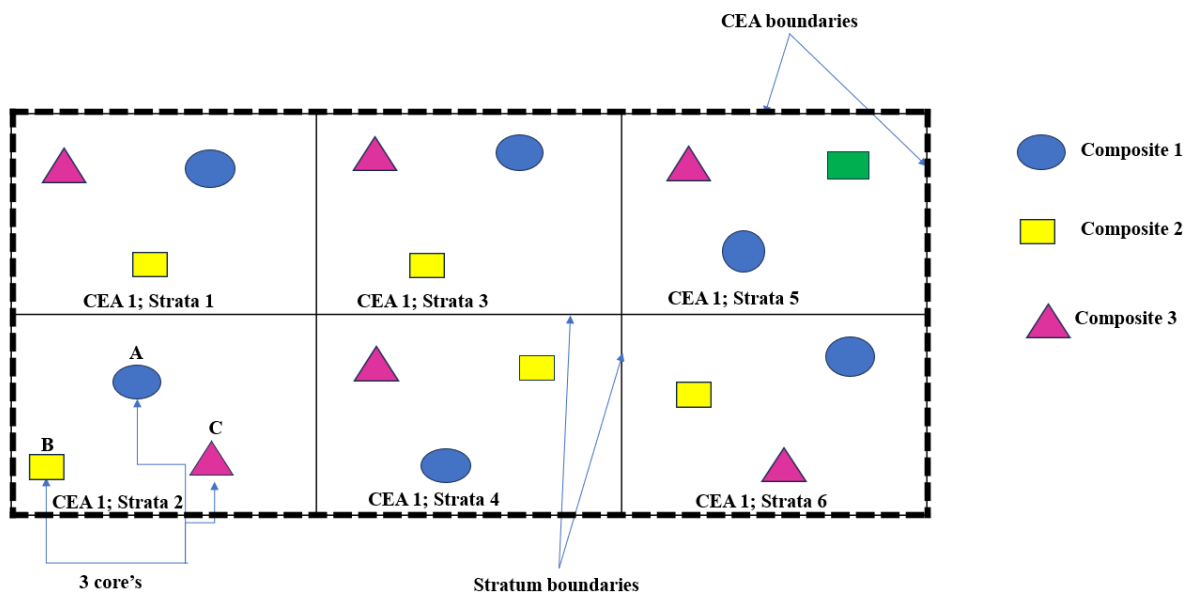 CEA boundaries
Composite 1
Composite 2
CEA 1; Strata 1
CEA 1; Strata 3
CEA 1; Strata 5
Composite 3
A
C
B
CEA 1; Strata 2
CEA 1; Strata 4
CEA 1; Strata 6
3 core’s
Stratum boundaries